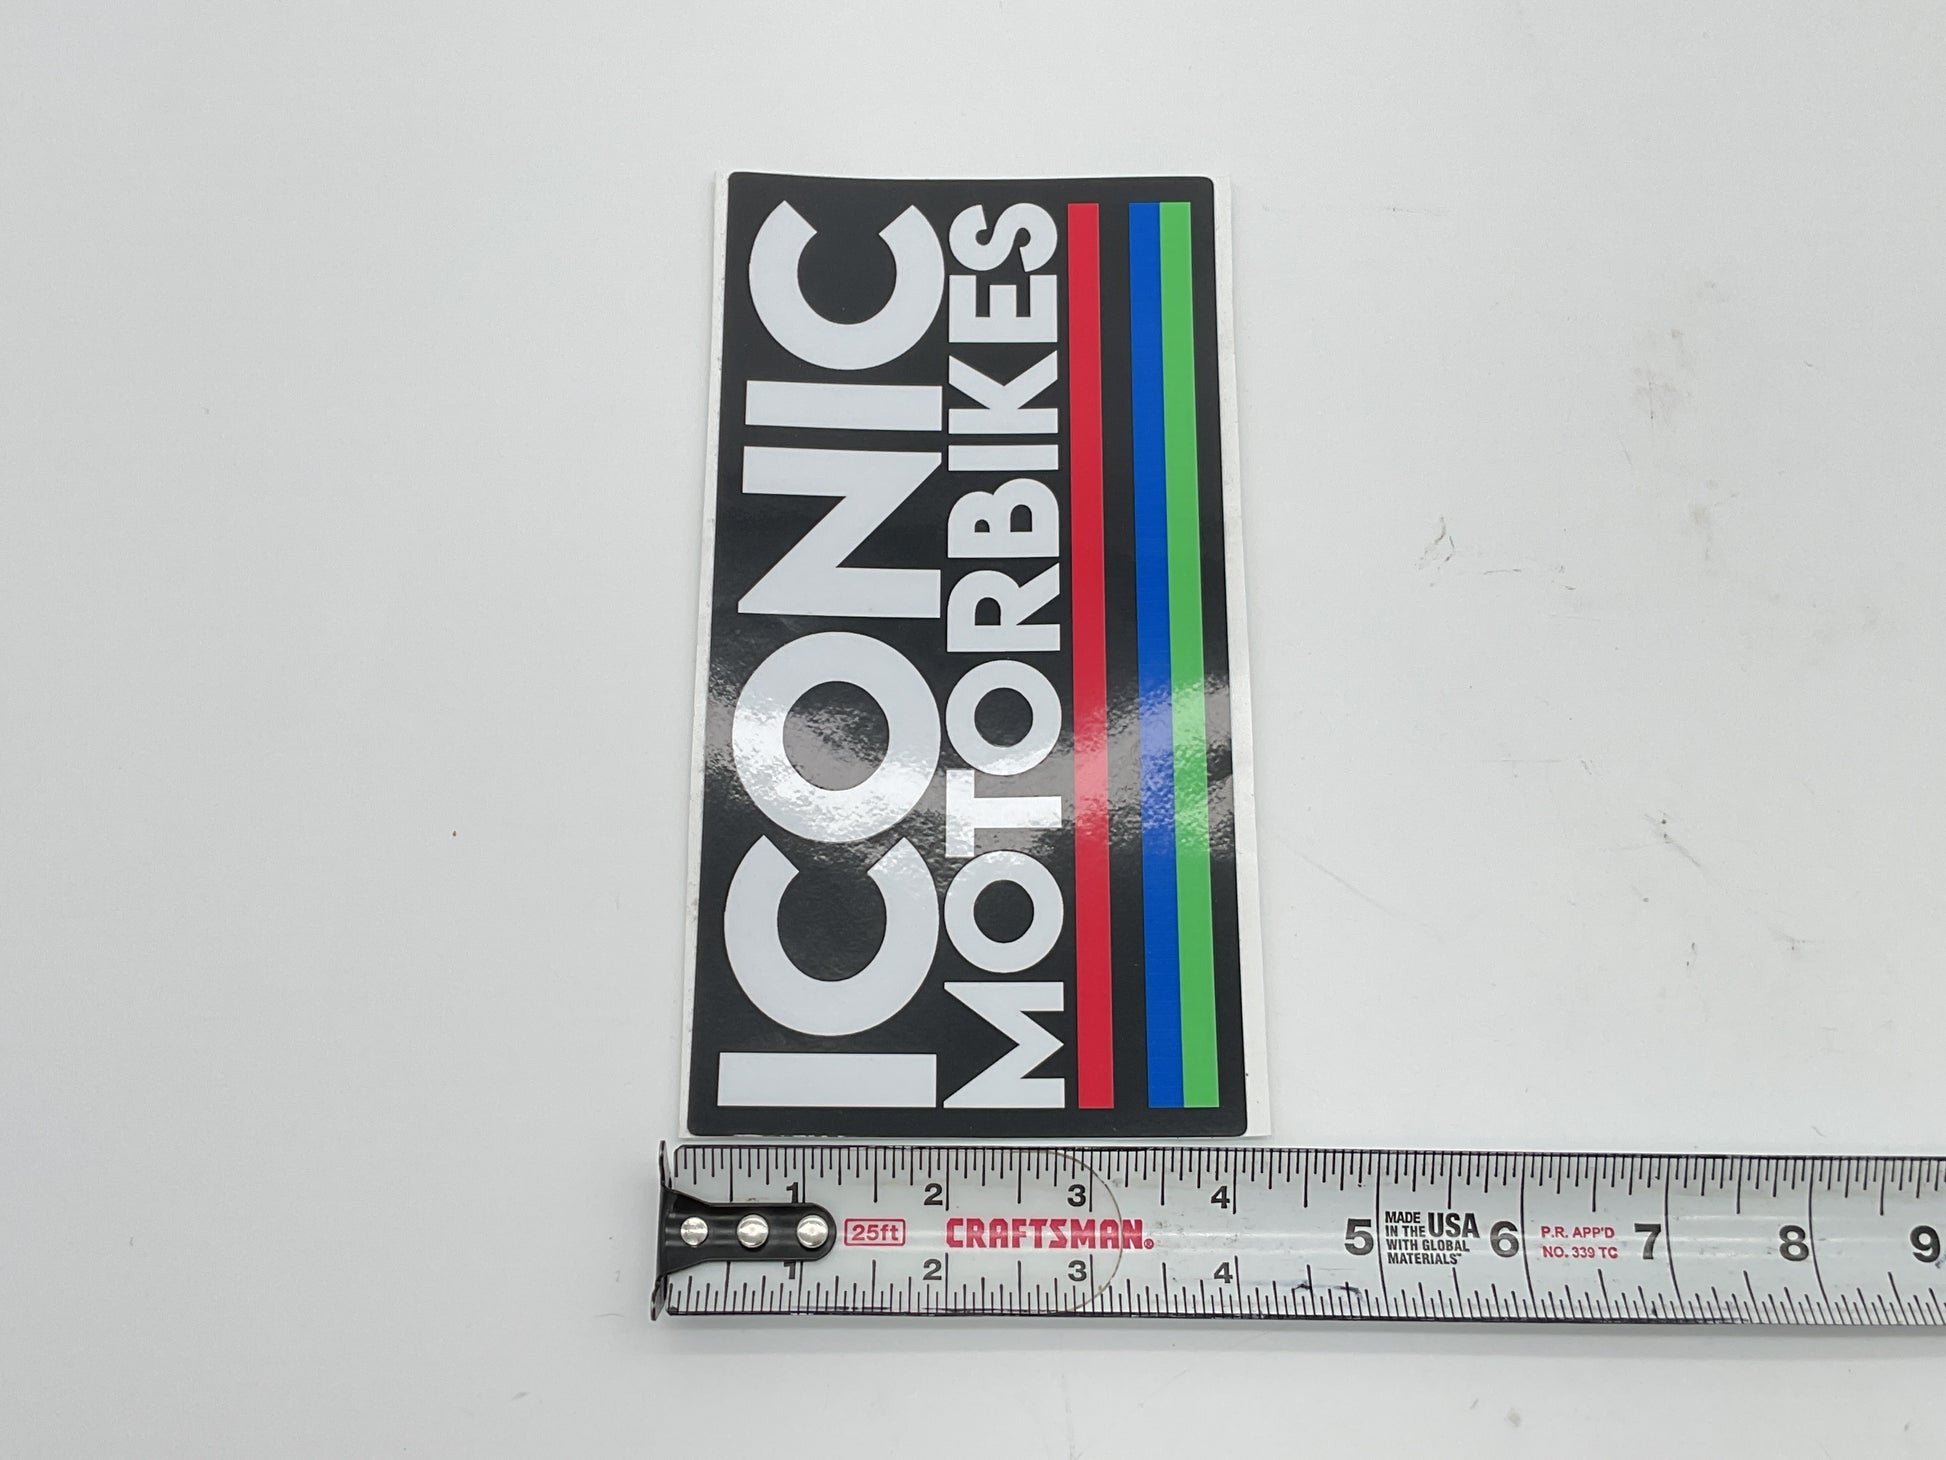 ICONIC
MOTORBIKES
1 2 3 4
25ft CRAFTSMAN® 5 MADE IN THE USA WITH GLOBAL MATERIALS™ 6 P.R. APP'D NO. 339 TC 7 8 9
1 2 3 4